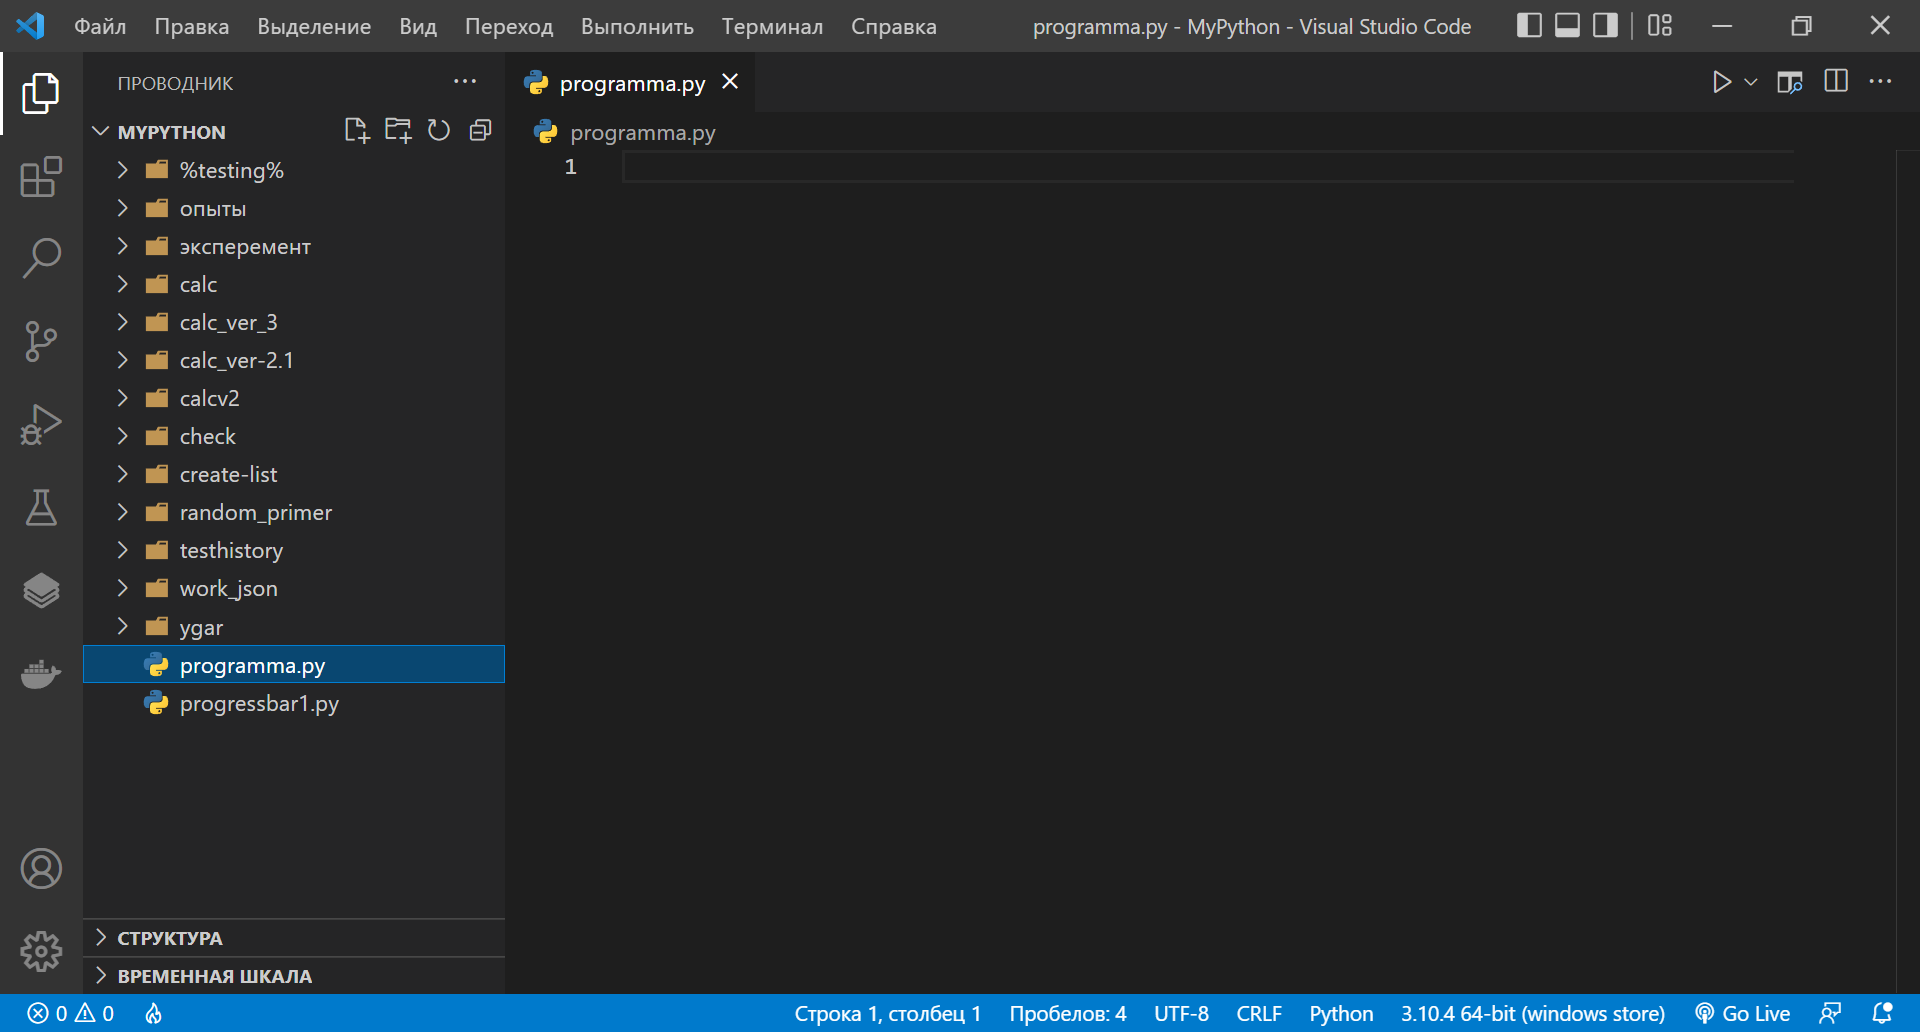 Файл Правка Выделение Вид Переход Выполнить Терминал Справка programma.py - MyPython - Visual Studio Code
ПРОВОДНИК
MYPYTHON
%testing%
опыты
эксперемент
calc
calc_ver_3
calc_ver-2.1
calcv2
check
create-list
random_primer
testhistory
work_json
ygar
programma.py
progressbar1.py
СТРУКТУРА
ВРЕМЕННАЯ ШКАЛА
programma.py
programma.py
1
0 0 Строка 1, столбец 1 Пробелов: 4 UTF-8 CRLF Python 3.10.4 64-bit (windows store) Go Live